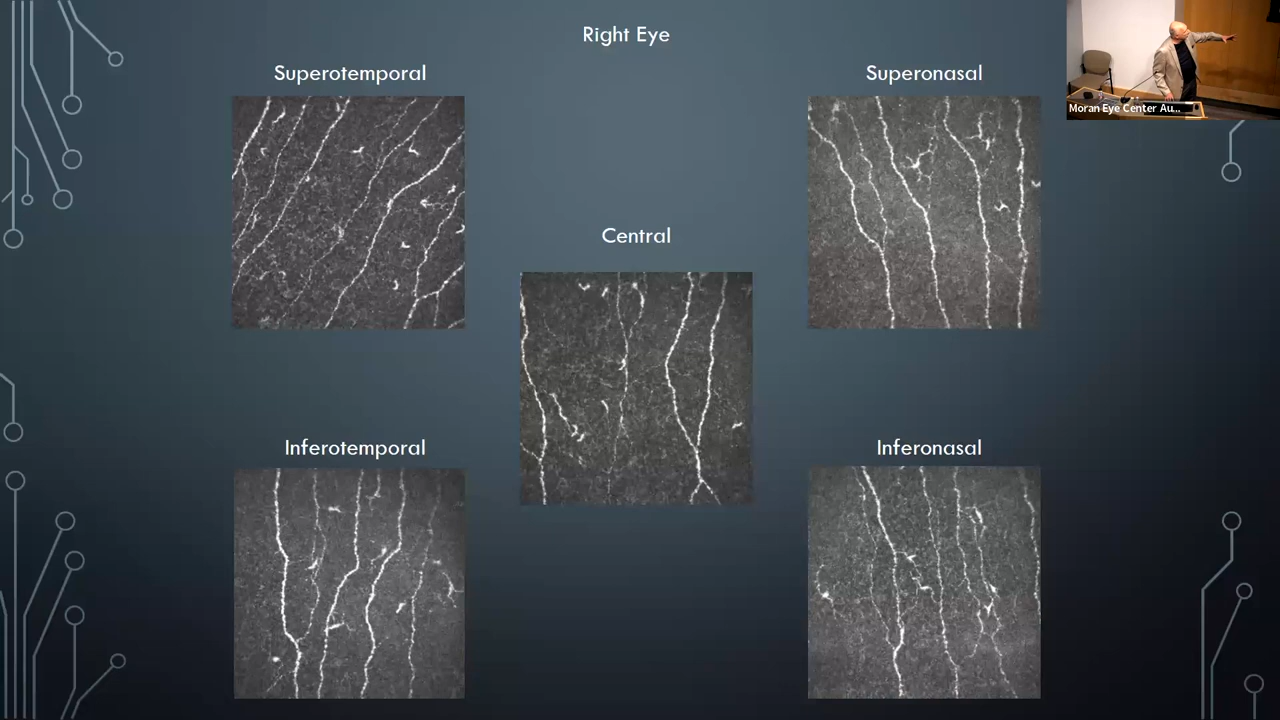 Right Eye
Superotemporal
Superonasal
Moran Eye Center Au...
Central
Inferotemporal
Inferonasal